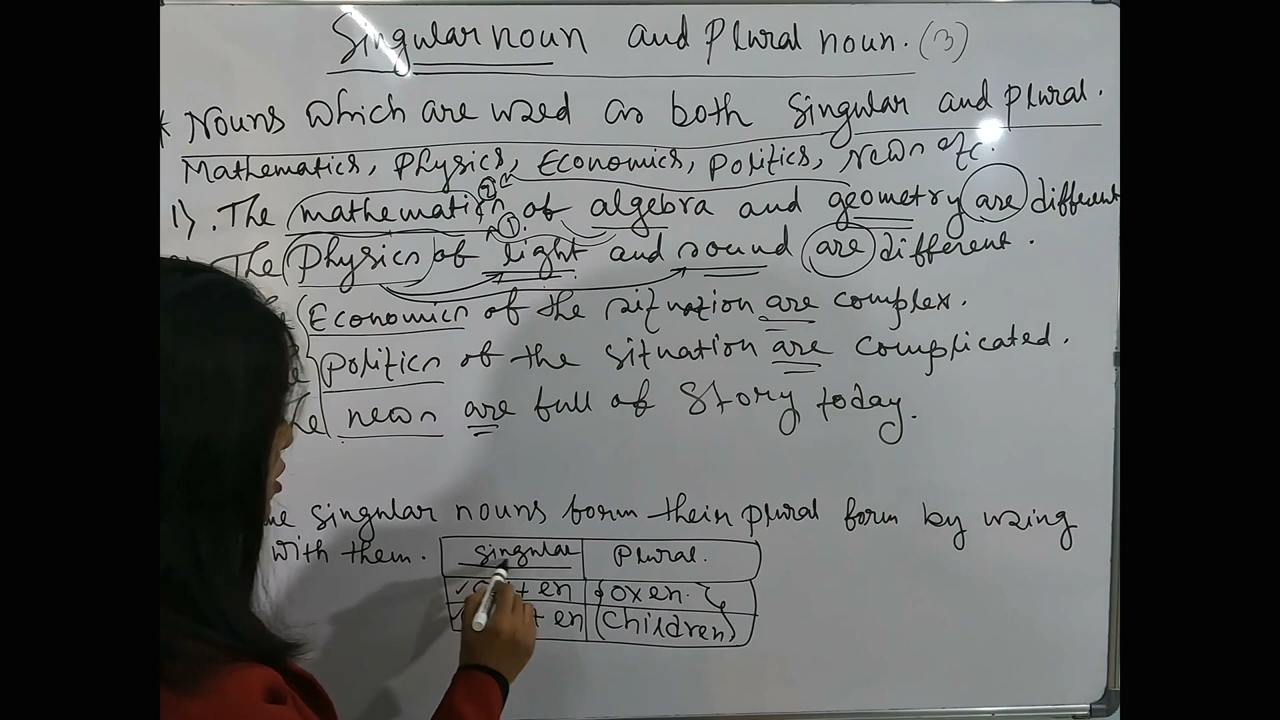 Singular noun and Plural noun. (3)
* Nouns which are used as both singular and plural.
Mathematics, Physics, Economics, Politics, News etc.
1). The mathematics of algebra and geometry are different
The Physics of light and sound are different.
Economics of the situation are complex.
Politics of the situation are complicated.
news are full of story today.
singular nouns form their plural form by using
with them.
Singular Plural.
+ en oxen.
+ en (children)